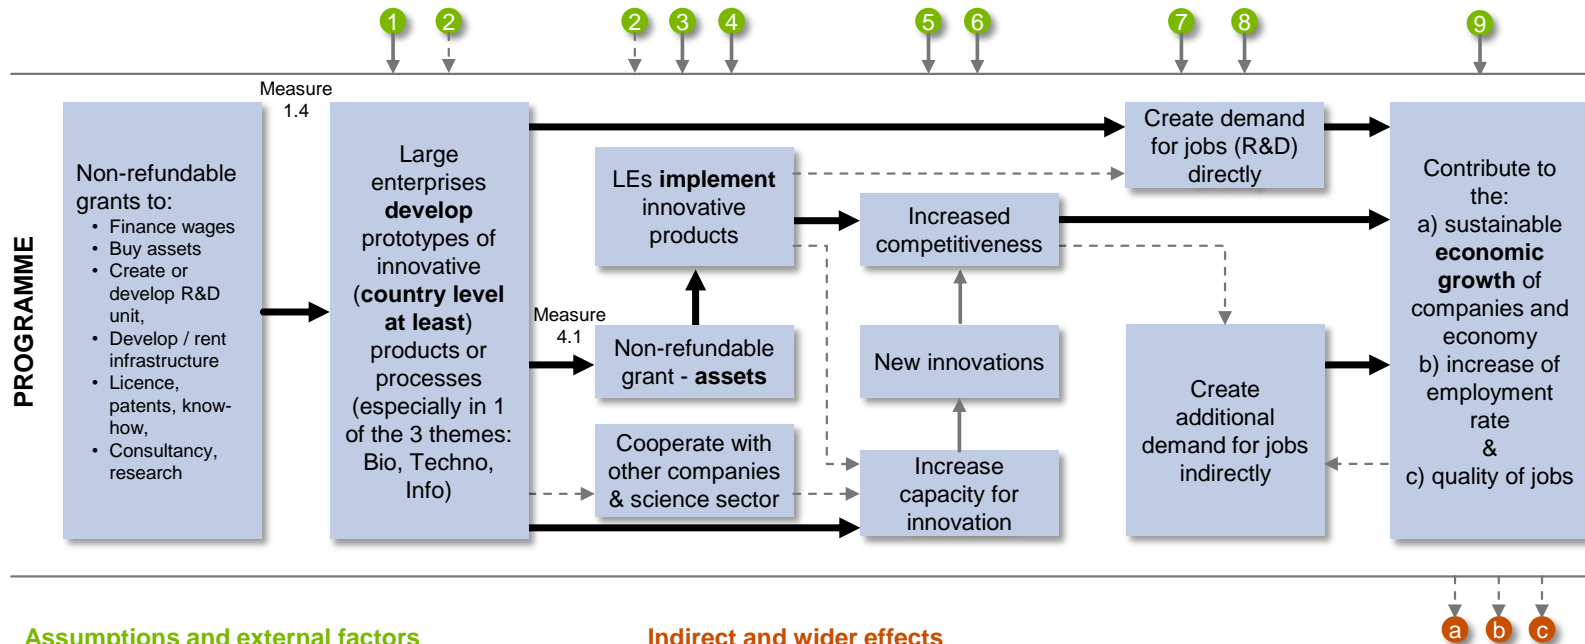 1 2 2 3 4 5 6 7 8 9
Measure
1.4
PROGRAMME
Non-refundable
grants to:
• Finance wages
• Buy assets
• Create or
develop R&D
unit,
• Develop / rent
infrastructure
• Licence,
patents, know-
how,
• Consultancy,
research
Large
enterprises
develop
prototypes of
innovative
(country level
at least)
products or
processes
(especially in 1
of the 3 themes:
Bio, Techno,
Info)
Measure
4.1
LEs implement
innovative
products
Non-refundable
grant - assets
Cooperate with
other companies
& science sector
Increased
competitiveness
New innovations
Increase
capacity for
innovation
Create demand
for jobs (R&D)
directly
Create
additional
demand for jobs
indirectly
Contribute to
the:
a) sustainable
economic
growth of
companies and
economy
b) increase of
employment
rate
&
c) quality of jobs
a b c
Assumptions and external factors
Indirect and wider effects